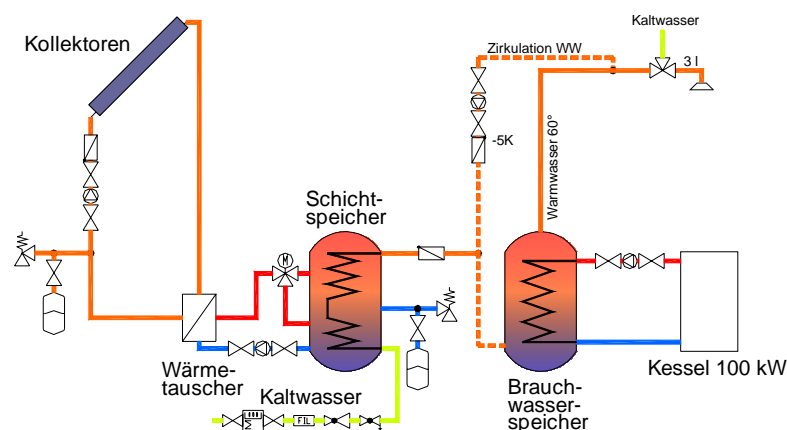 Kaltwasser
Kollektoren
Zirkulation WW
3 l
-5K
Warmwasser 60°
Schicht-
speicher
M
Wärme-
tauscher
Kaltwasser
FIL
Brauch-
wasser-
speicher
Kessel 100 kW